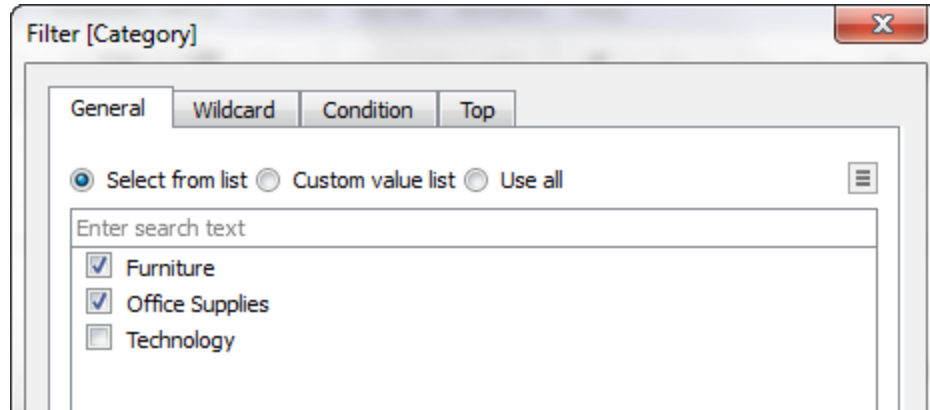 Filter [Category]
General Wildcard Condition Top
Select from list Custom value list Use all
Enter search text
Furniture
Office Supplies
Technology